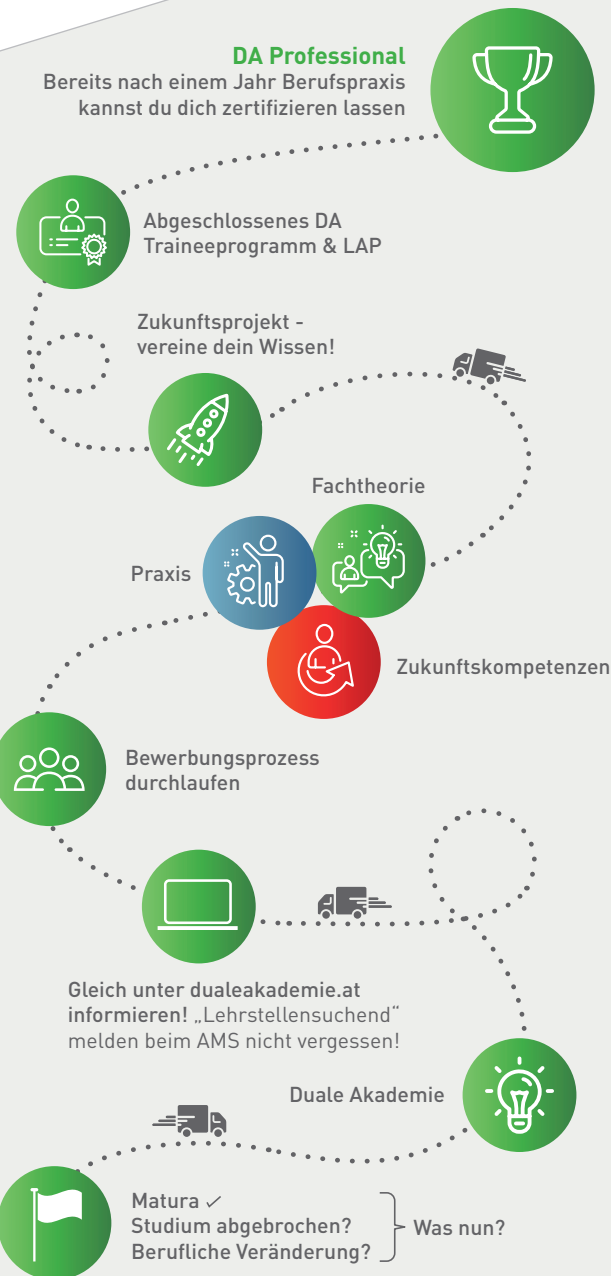 DA Professional
Bereits nach einem Jahr Berufspraxis
kannst du dich zertifizieren lassen
Abgeschlossenes DA
Traineeprogramm & LAP
Zukunftsprojekt -
vereine dein Wissen!
Fachtheorie
Praxis
Zukunftskompetenzen
Bewerbungsprozess
durchlaufen
Gleich unter dualeakademie.at
informieren! „Lehrstellensuchend“
melden beim AMS nicht vergessen!
Duale Akademie
Matura ✓
Studium abgebrochen?
Berufliche Veränderung?
Was nun?